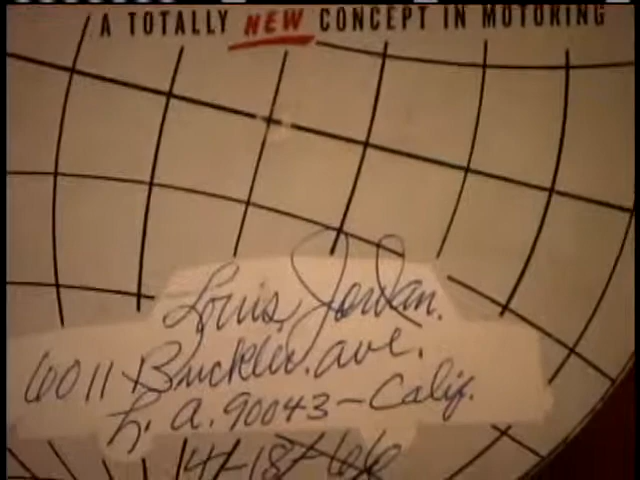 A TOTALLY NEW CONCEPT IN MOTORING
Louis Jordan.
6011 Buckler. ave.
L. a. 90043 - Calif.